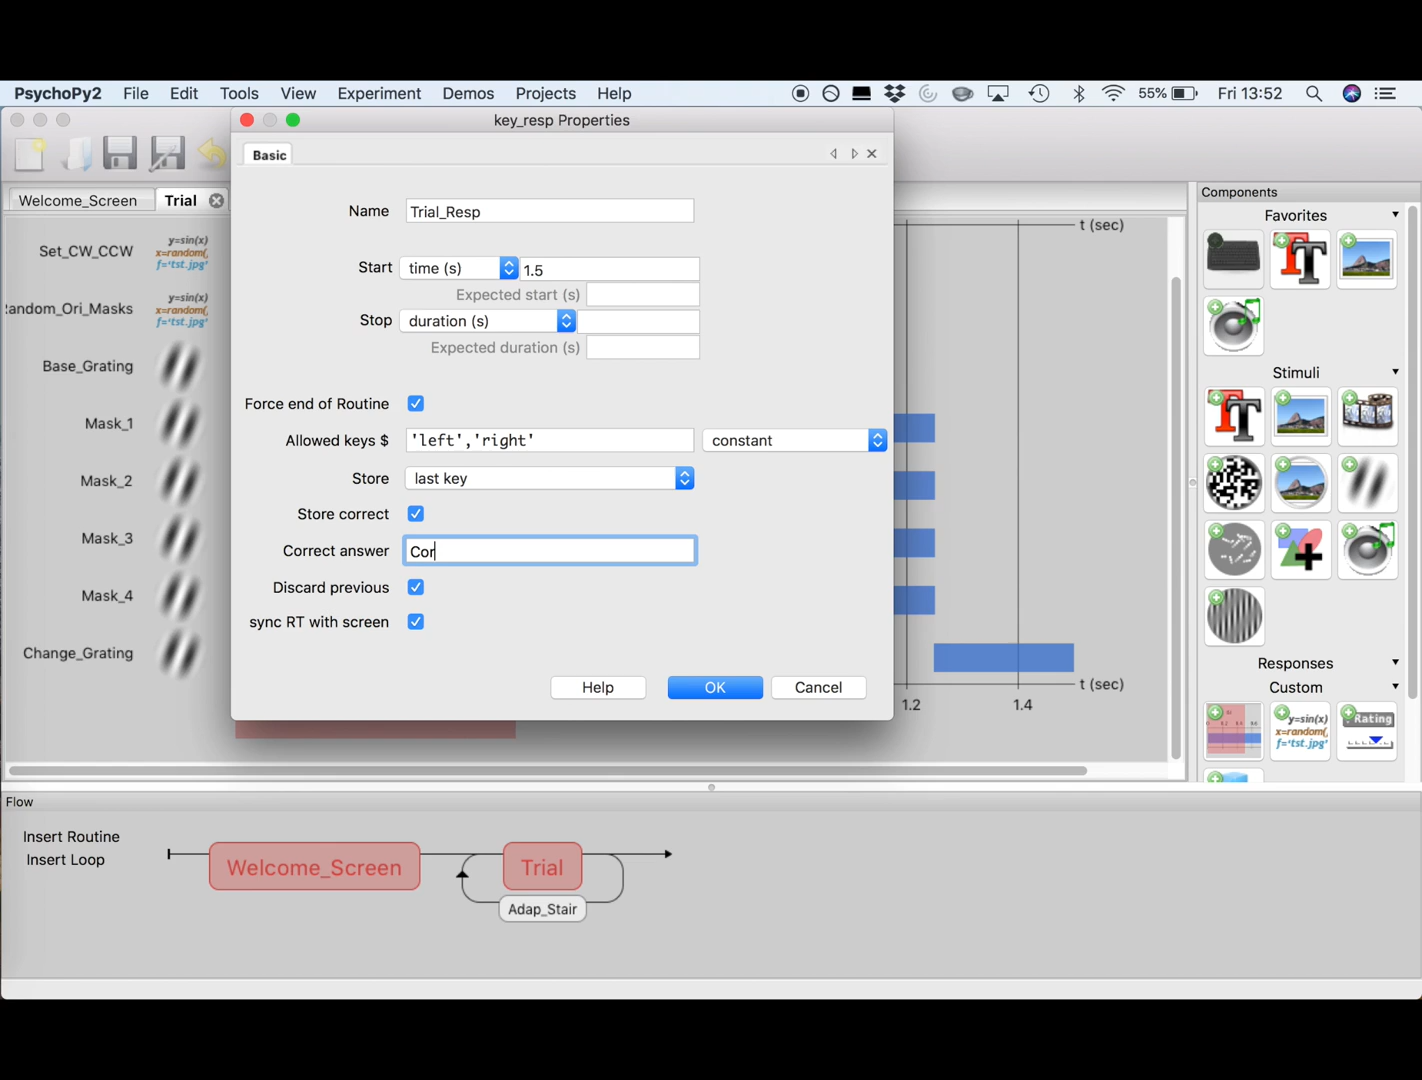 PsychoPy2 File Edit Tools View Experiment Demos Projects Help 55% Fri 13:52
key_resp Properties
Basic
Welcome_Screen Trial
Name Trial_Resp
Start time (s) 1.5
Expected start (s)
Stop duration (s)
Expected duration (s)
Force end of Routine
Allowed keys $ 'left','right' constant
Store last key
Store correct
Correct answer Cor
Discard previous
sync RT with screen
Help OK Cancel
Set_CW_CCW
y=sin(x)
x=random(,
f='tst.jpg'
andom_Ori_Masks
y=sin(x)
x=random(,
f='tst.jpg'
Base_Grating
Mask_1
Mask_2
Mask_3
Mask_4
Change_Grating
t (sec)
t (sec)
1.2 1.4
Components
Favorites
Stimuli
Responses
Custom
y=sin(x)
x=random(,
f='tst.jpg'
Rating
Flow
Insert Routine
Insert Loop
Welcome_Screen Trial
Adap_Stair